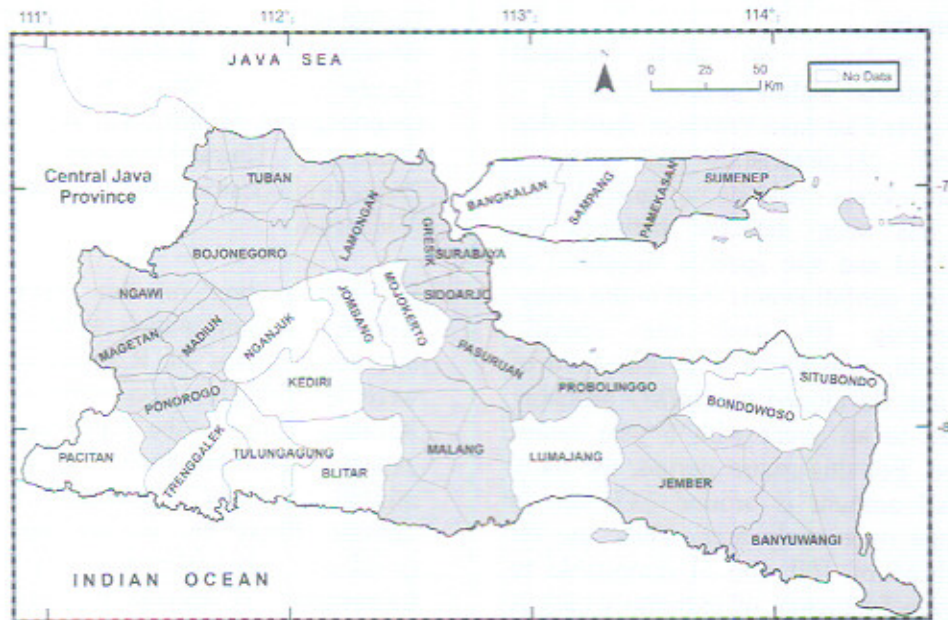 111°: 112°: 113°: 114°:
JAVA SEA
N
0 25 50
Km
No Data
Central Java
Province
TUBAN
LAMONGAN
GRESIK
BANGKALAN
SAMPANG
PAMEKASAN
SUMENEP
-7
BOJONEGORO
SURABAYA
NGAWI
SIDOARJO
MAGETAN
MADIUN
NGANJUK
JOMBANG
MOJOKERTO
PASURUAN
KEDIRI
PROBOLINGGO
SITUBONDO
PONOROGO
BONDOWOSO
-8
PACITAN
TRENGGALEK
TULUNGAGUNG
BLITAR
MALANG
LUMAJANG
JEMBER
BANYUWANGI
INDIAN OCEAN